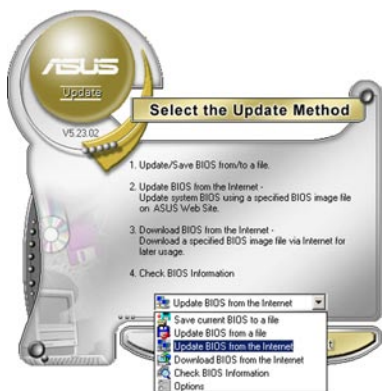 ASUS
Update
V5.23.02
Select the Update Method
1. Update/Save BIOS from/to a file.
2. Update BIOS from the Internet -
Update system BIOS using a specified BIOS image file
on ASUS Web Site.
3. Download BIOS from the Internet -
Download a specified BIOS image file via Internet for
later usage.
4. Check BIOS Information
Update BIOS from the Internet
Save current BIOS to a file
Update BIOS from a file
Update BIOS from the Internet
Download BIOS from the Internet
Check BIOS Information
Options